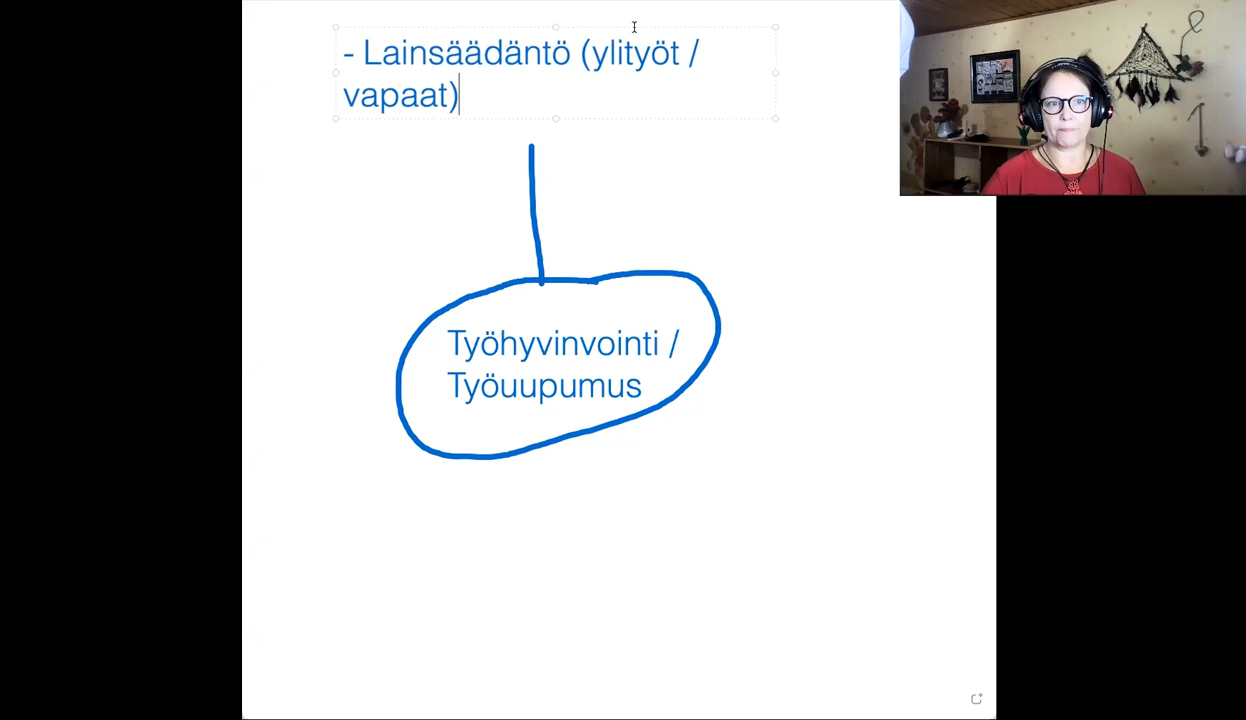 - Lainsäädäntö (ylityöt /
vapaat)
Työhyvinvointi /
Työuupumus